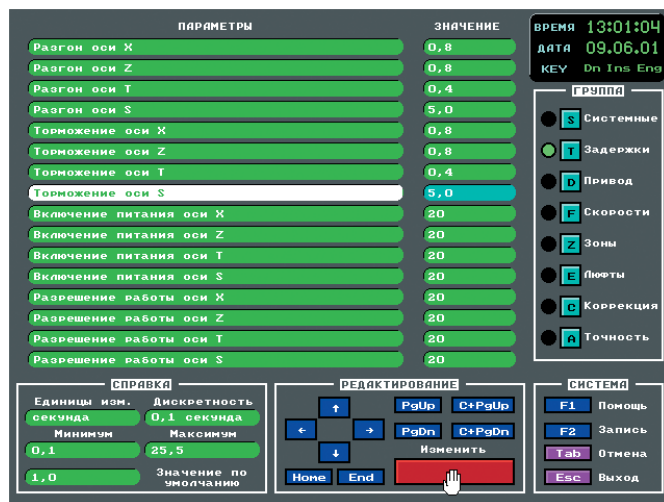 ПАРАМЕТРЫ ЗНАЧЕНИЕ
Разгон оси X 0,8
Разгон оси Z 0,8
Разгон оси T 0,4
Разгон оси S 5,0
Торможение оси X 0,8
Торможение оси Z 0,8
Торможение оси T 0,4
Торможение оси S 5,0
Включение питания оси X 20
Включение питания оси Z 20
Включение питания оси T 20
Включение питания оси S 20
Разрешение работы оси X 20
Разрешение работы оси Z 20
Разрешение работы оси T 20
Разрешение работы оси S 20
ВРЕМЯ 13:01:04
ДАТА 09.06.01
KEY Dn Ins Eng
ГРУППА
S Системные
T Задержки
D Привод
F Скорости
Z Зоны
E Люфты
C Коррекция
A Точность
СПРАВКА
Единицы изм. Дискретность
секунда 0,1 секунда
Минимум Максимум
0,1 25,5
1,0 Значение по
умолчанию
РЕДАКТИРОВАНИЕ
↑ PgUp C+PgUp
← → PgDn C+PgDn
↓ Изменить
Home End
СИСТЕМА
F1 Помощь
F2 Запись
Tab Отмена
Esc Выход